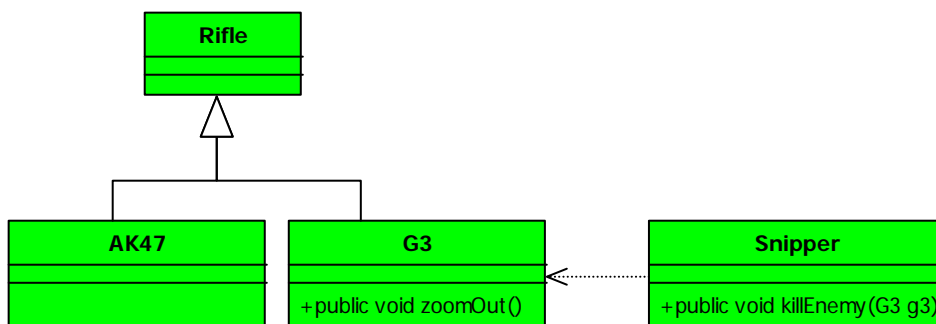 Rifle
AK47
G3
Snipper
+public void zoomOut()
+public void killEnemy(G3 g3)